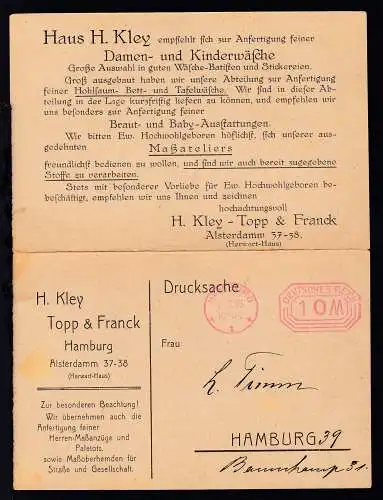 Haus H. Kley empfiehlt sich zur Anfertigung feiner
Damen- und Kinderwäsche
Große Auswahl in guten Wäsche-Batisten und Stickereien.
Groß ausgebaut haben wir unsere Abteilung zur Anfertigung
feiner Hohlsaum- Bett- und Tafelwäsche. Wir sind in dieser Ab-
teilung in der Lage kurzfristig liefern zu können, und empfehlen wir
uns besonders zur Anfertigung feiner
Braut- und Baby-Ausstattungen.
Wir bitten Ew. Hochwohlgeboren höflichst, sich unserer aus-
gedehnten Maßateliers
freundlichst bedienen zu wollen, und sind wir auch bereit zugegebene
Stoffe zu verarbeiten.
Stets mit besonderer Vorliebe für Ew. Hochwohlgeboren be-
beschäftigt, empfehlen wir uns Ihnen und zeichnen
hochachtungsvoll
H. Kley - Topp & Franck
Alsterdamm 37-38.
(Herwart-Haus)
H. Kley
Topp & Franck
Hamburg
Alsterdamm 37-38
(Herwart-Haus)
Zur besonderen Beachtung!
Wir übernehmen auch die
Anfertigung feiner
Herren-Maßanzüge und
Paletots,
sowie Maßoberhemden für
Straße und Gesellschaft.
Drucksache
DEUTSCHES REICH
10 M
1
Frau
L. Timm
HAMBURG 39
Baumkamp 31.